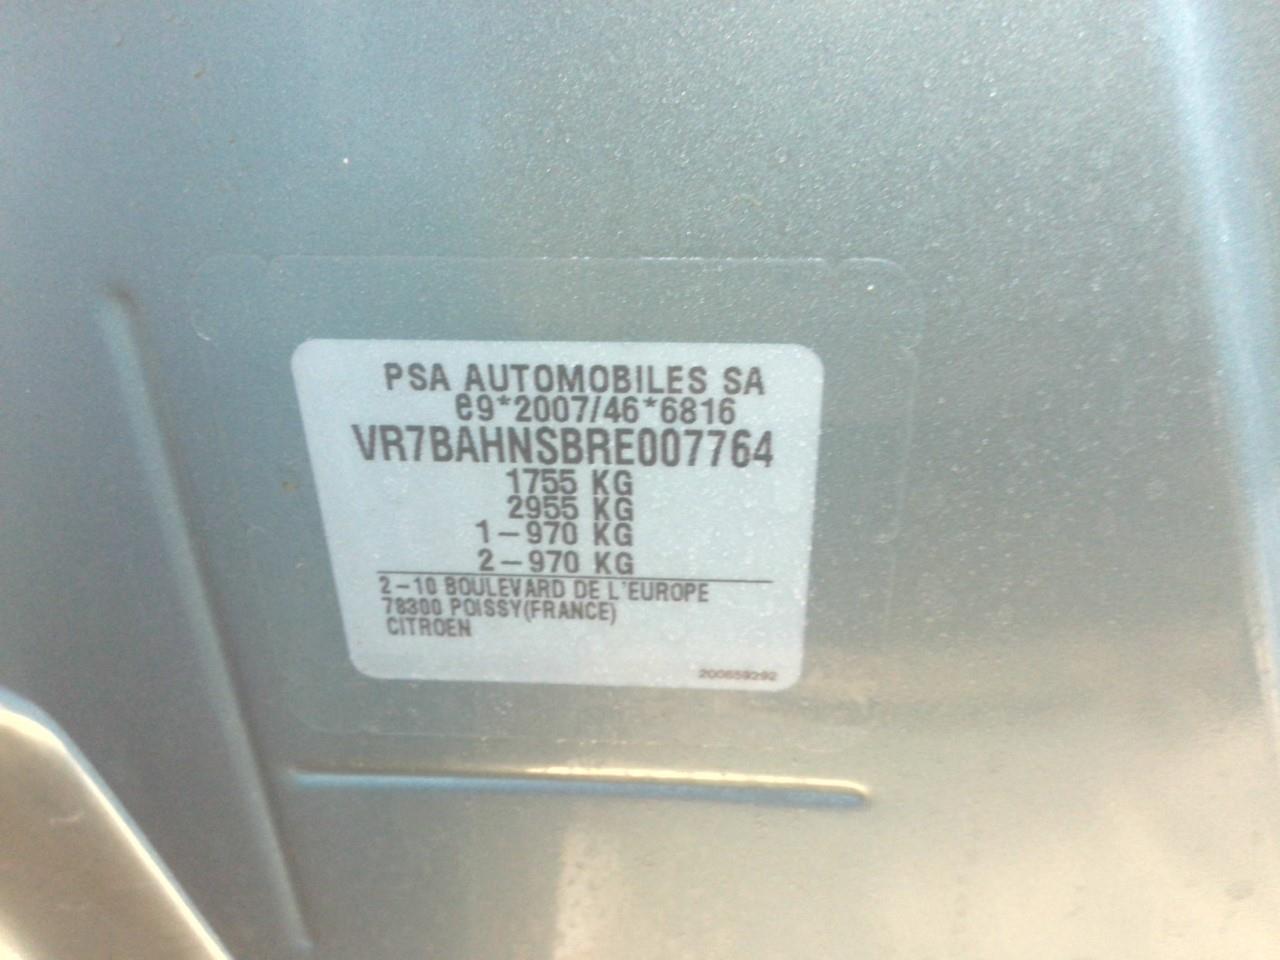 PSA AUTOMOBILES SA
e9*2007/46*6816
VR7BAHNSBRE007764
1755 KG
2955 KG
1-970 KG
2-970 KG
2-10 BOULEVARD DE L'EUROPE
78300 POISSY(FRANCE)
CITROEN
200659292